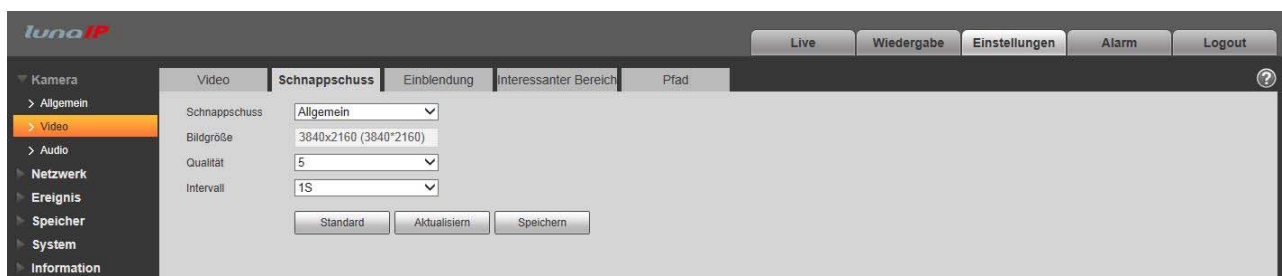 lunaIP
Live Wiedergabe Einstellungen Alarm Logout
Kamera
> Allgemein
> Video
> Audio
Netzwerk
Ereignis
Speicher
System
Information
Video Schnappschuss Einblendung Interessanter Bereich Pfad ?
Schnappschuss Allgemein
Bildgröße 3840x2160 (3840*2160)
Qualität 5
Intervall 1S
Standard Aktualisiern Speichern